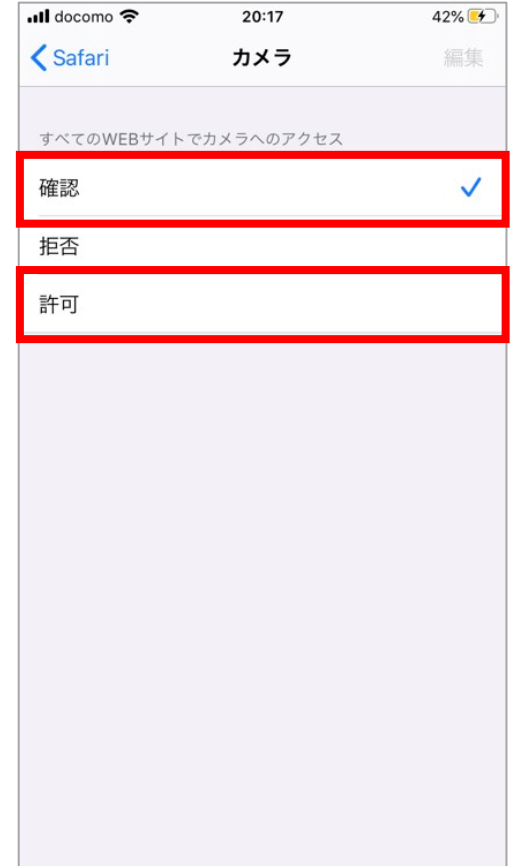 docomo 20:17 42%
Safari カメラ 編集
すべてのWEBサイトでカメラへのアクセス
確認
拒否
許可